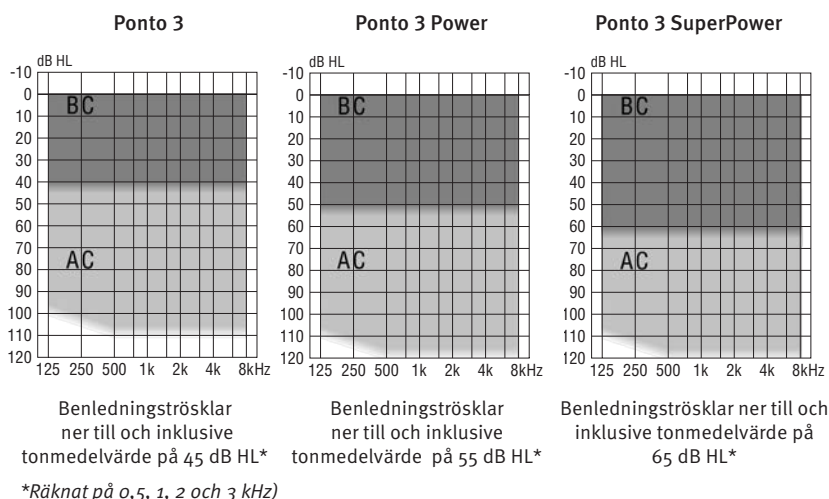 Ponto 3
dB HL
-10
0
10
20
30
40
50
60
70
80
90
100
110
120
BC
AC
125 250 500 1k 2k 4k 8kHz
Benledningströsklar
ner till och inklusive
tonmedelvärde på 45 dB HL*
Ponto 3 Power
dB HL
-10
0
10
20
30
40
50
60
70
80
90
100
110
120
BC
AC
125 250 500 1k 2k 4k 8kHz
Benledningströsklar
ner till och inklusive
tonmedelvärde på 55 dB HL*
Ponto 3 SuperPower
dB HL
-10
0
10
20
30
40
50
60
70
80
90
100
110
120
BC
AC
125 250 500 1k 2k 4k 8kHz
Benledningströsklar ner till och
inklusive tonmedelvärde på
65 dB HL*
*Räknat på 0,5, 1, 2 och 3 kHz)